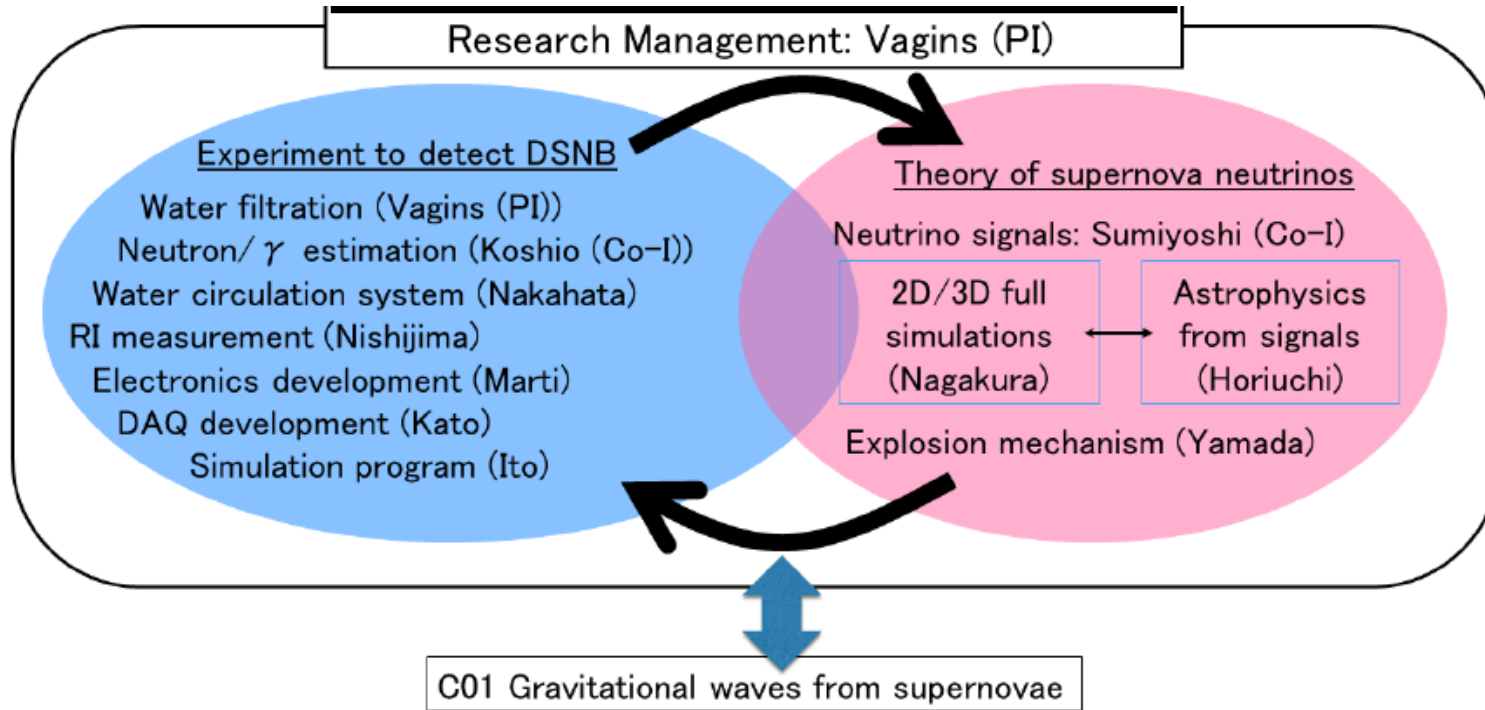 Research Management: Vagins (PI)
Experiment to detect DSNB
Water filtration (Vagins (PI))
Neutron/γ estimation (Koshio (Co-I))
Water circulation system (Nakahata)
RI measurement (Nishijima)
Electronics development (Marti)
DAQ development (Kato)
Simulation program (Ito)
Theory of supernova neutrinos
Neutrino signals: Sumiyoshi (Co-I)
2D/3D full
simulations
(Nagakura)
Astrophysics
from signals
(Horiuchi)
Explosion mechanism (Yamada)
C01 Gravitational waves from supernovae